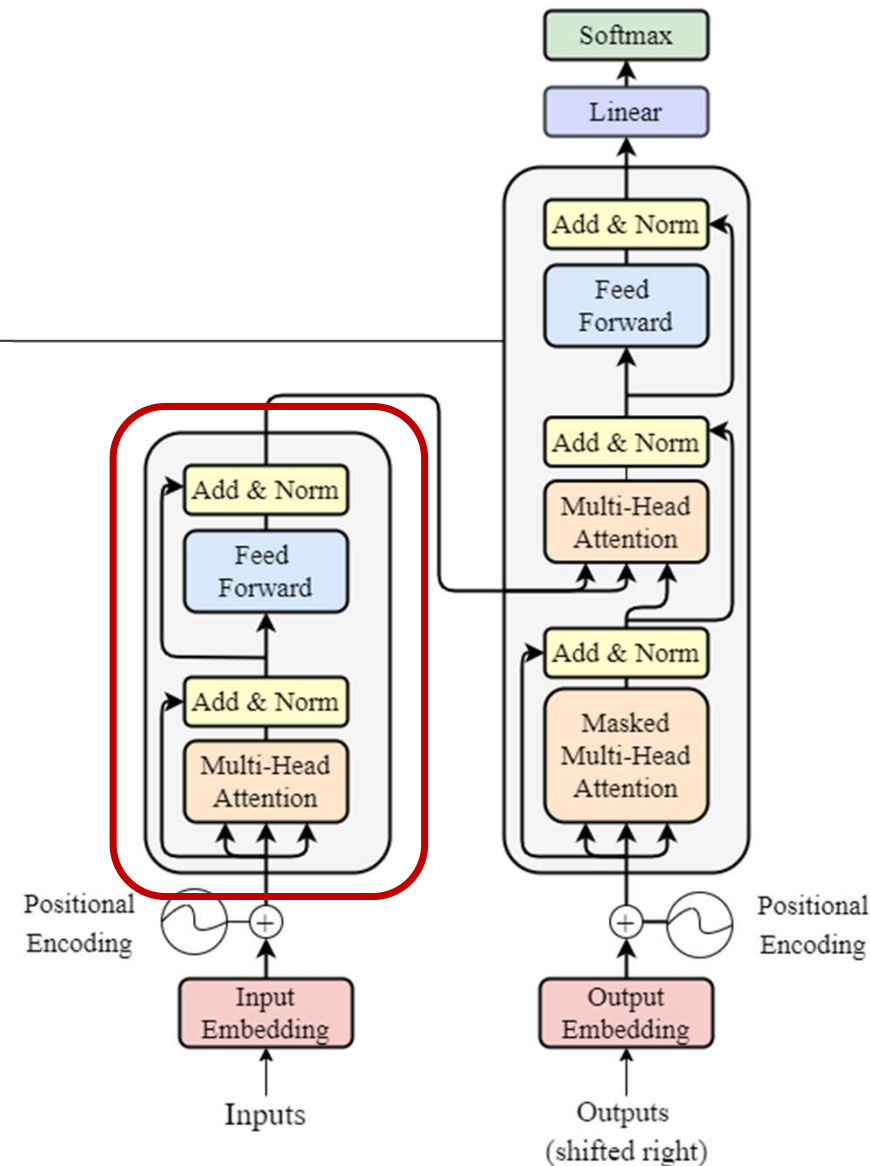 Softmax
Linear
Add & Norm
Feed
Forward
Add & Norm
Multi-Head
Attention
Add & Norm
Masked
Multi-Head
Attention
Add & Norm
Feed
Forward
Add & Norm
Multi-Head
Attention
Positional
Encoding
+
Input
Embedding
Inputs
+
Positional
Encoding
Output
Embedding
Outputs
(shifted right)